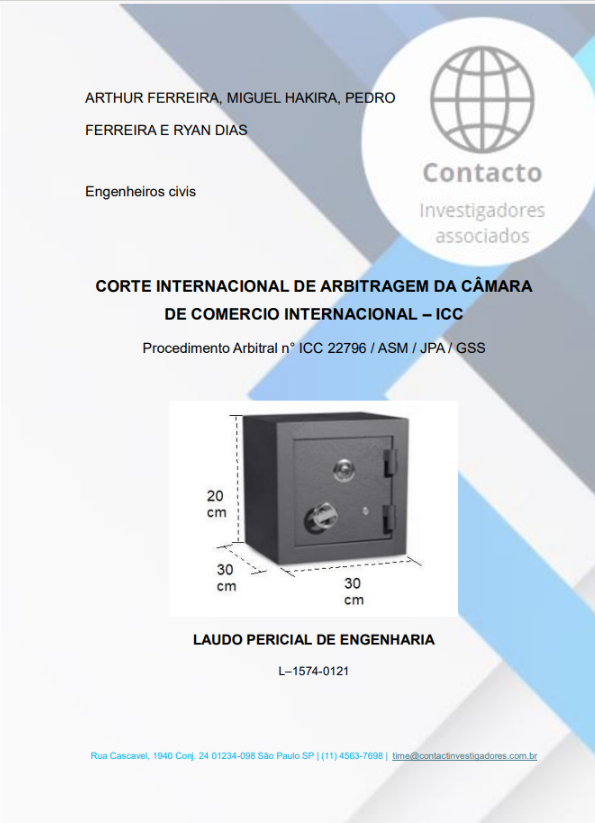 ARTHUR FERREIRA, MIGUEL HAKIRA, PEDRO
FERREIRA E RYAN DIAS
Contacto
Investigadores
associados
Engenheiros civis
CORTE INTERNACIONAL DE ARBITRAGEM DA CÂMARA
DE COMERCIO INTERNACIONAL – ICC
Procedimento Arbitral n° ICC 22796 / ASM / JPA / GSS
20
cm
30
cm
30
cm
LAUDO PERICIAL DE ENGENHARIA
L–1574-0121
Rua Cascavel, 1940 Conj. 24 01234-098 São Paulo SP | (11) 4563-7698 | time@contactinvestigadores.com.br